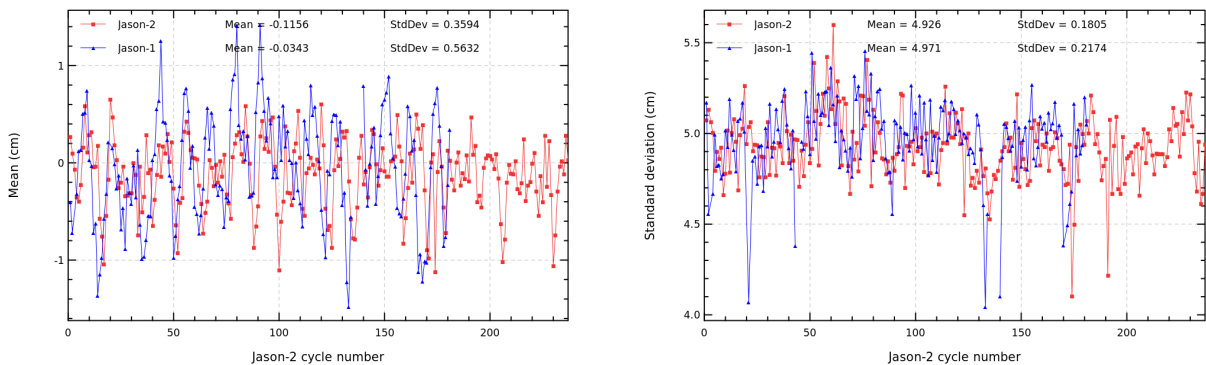 Jason-2 Mean = -0.1156 StdDev = 0.3594
Jason-1 Mean = -0.0343 StdDev = 0.5632
1
0
-1
Mean (cm)
0 50 100 150 200
Jason-2 cycle number
Jason-2 Mean = 4.926 StdDev = 0.1805
Jason-1 Mean = 4.971 StdDev = 0.2174
5.5
5.0
4.5
4.0
Standard deviation (cm)
0 50 100 150 200
Jason-2 cycle number